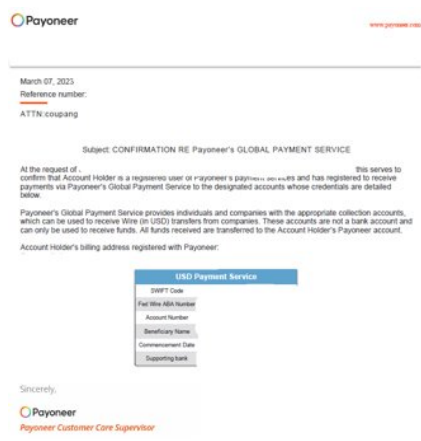 Payoneer
www.payoneer.com
March 07, 2023
Reference number:
ATTN:coupang
Subject: CONFIRMATION RE Payoneer's GLOBAL PAYMENT SERVICE
At the request of this serves to
confirm that Account Holder is a registered user of Payoneer's and has registered to receive
payments via Payoneer's Global Payment Service to the designated accounts whose credentials are detailed
below.
Payoneer's Global Payment Service provides individuals and companies with the appropriate collection accounts,
which can be used to receive Wire (in USD) transfers from companies. These accounts are not a bank account and
can only be used to receive funds. All funds received are transferred to the Account Holder's Payoneer account.
Account Holder's billing address registered with Payoneer:
USD Payment Service
SWIFT Code
Fed Wire ABA Number
Account Number
Beneficiary Name
Commencement Date
Supporting bank
Sincerely,
Payoneer
Payoneer Customer Care Supervisor